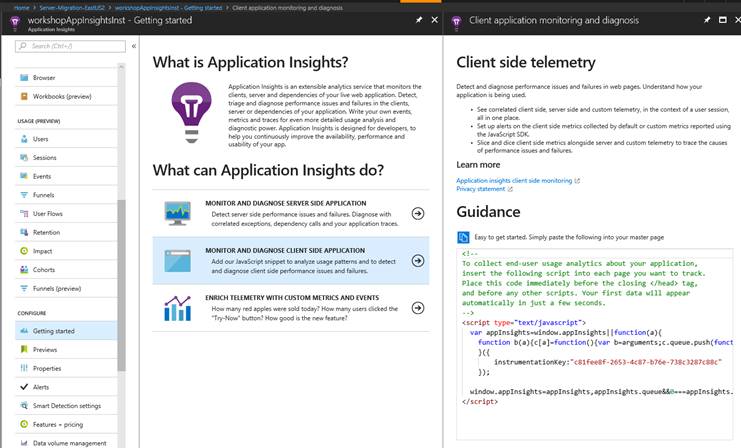 Home > Server-Migration-EastUS2 > workshopAppInsightsInst - Getting started > Client application monitoring and diagnosis
workshopAppInsightsInst - Getting started
Application Insights
Search (Ctrl+/)
Browser
Workbooks (preview)
USAGE (PREVIEW)
Users
Sessions
Events
Funnels
User Flows
Retention
Impact
Cohorts
Funnels (preview)
CONFIGURE
Getting started
Previews
Properties
Alerts
Smart Detection settings
Features + pricing
Data volume management
What is Application Insights?
Application Insights is an extensible analytics service that monitors the
clients, server and dependencies of your live web application. Detect,
triage and diagnose performance issues and failures in the clients,
server or dependencies of your application. Write your own events,
metrics and traces for even more detailed usage analysis and
diagnostic power. Application Insights is designed for developers, to
help you continuously improve the availability, performance and
usability of your app.
What can Application Insights do?
MONITOR AND DIAGNOSE SERVER SIDE APPLICATION
Detect server side performance issues and failures. Diagnose with
correlated exceptions, dependency calls and your application traces.
MONITOR AND DIAGNOSE CLIENT SIDE APPLICATION
Add our JavaScript snippet to analyze usage patterns and to detect
and diagnose client side performance issues and failures.
ENRICH TELEMETRY WITH CUSTOM METRICS AND EVENTS
How many red apples were sold today? How many users clicked the
"Try-Now" button? How good is the new feature?
Client application monitoring and diagnosis
Client side telemetry
Detect and diagnose performance issues and failures in web pages. Understand how your
application is being used.
• See correlated client side, server side and custom telemetry, in the context of a user session,
all in one place.
• Set up alerts on the client side metrics collected by default or custom metrics reported using
the JavaScript SDK.
• Slice and dice client side metrics alongside server and custom telemetry to trace the causes
of performance issues and failures.
Learn more
Application insights client side monitoring
Privacy statement
Guidance
Easy to get started. Simply paste the following into your master page
<!--
To collect end-user usage analytics about your application,
insert the following script into each page you want to track.
Place this code immediately before the closing </head> tag,
and before any other scripts. Your first data will appear
automatically in just a few seconds.
-->
<script type="text/javascript">
var appInsights=window.appInsights||function(a){
function b(a){c[a]=function(){var b=arguments;c.queue.push(funct
}({
instrumentationKey:"c81fee8f-2653-4c87-b76e-738c3287c88c"
});
window.appInsights=appInsights,appInsights.queue&&0===appInsights.
</script>